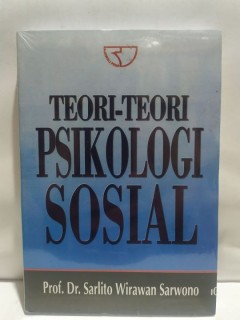 TEORI-TEORI
PSIKOLOGI
SOSIAL
Prof. Dr. Sarlito Wirawan Sarwono